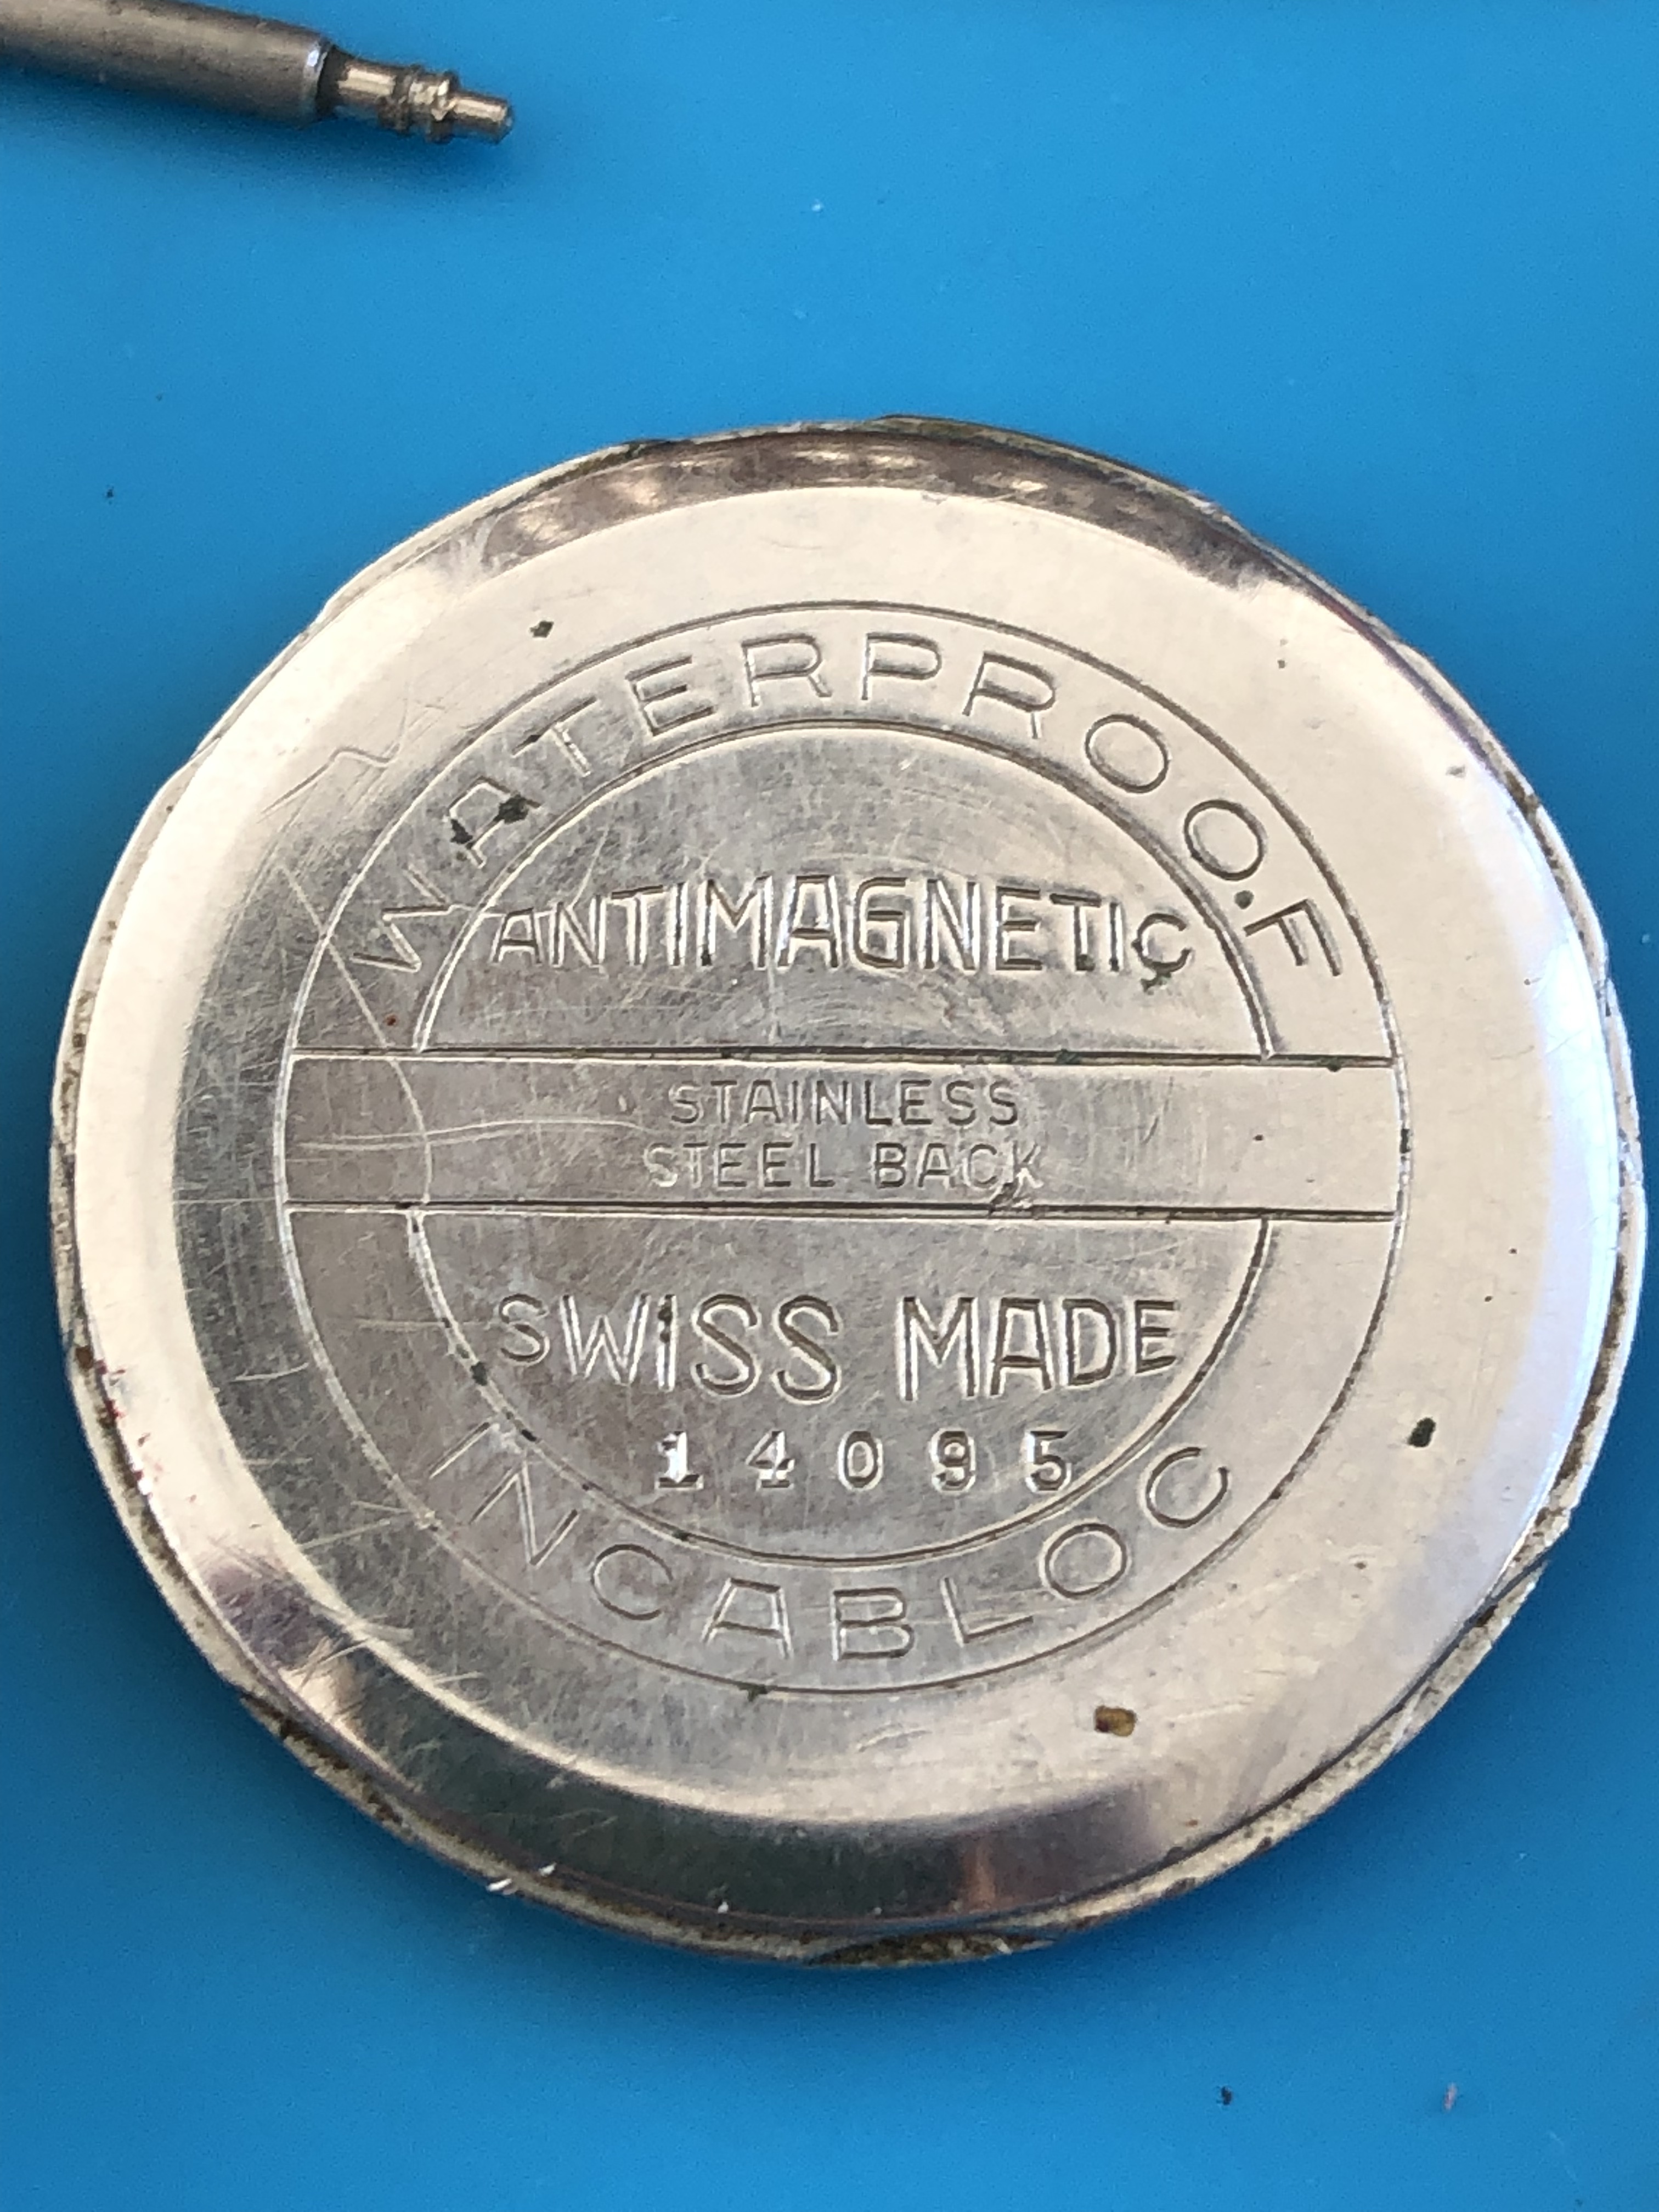 WATERPROOF
ANTIMAGNETIC
STAINLESS
STEEL BACK
SWISS MADE
14095
INCABLOC